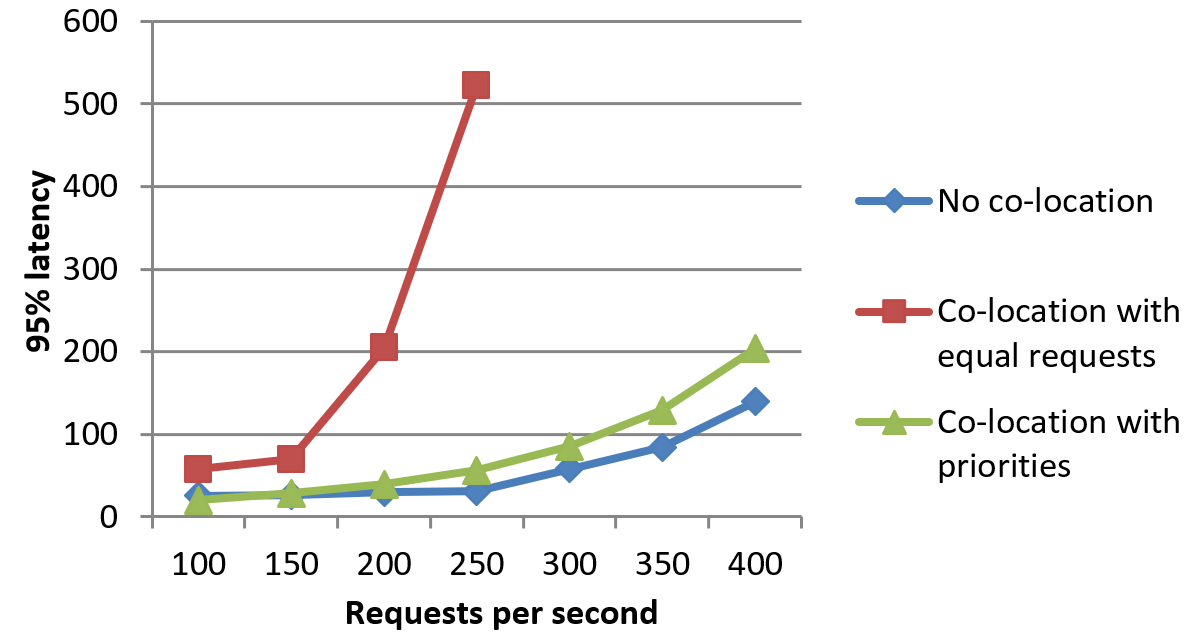 600
500
400
300
200
100
0
95% latency
100 150 200 250 300 350 400
Requests per second
No co-location
Co-location with
equal requests
Co-location with
priorities